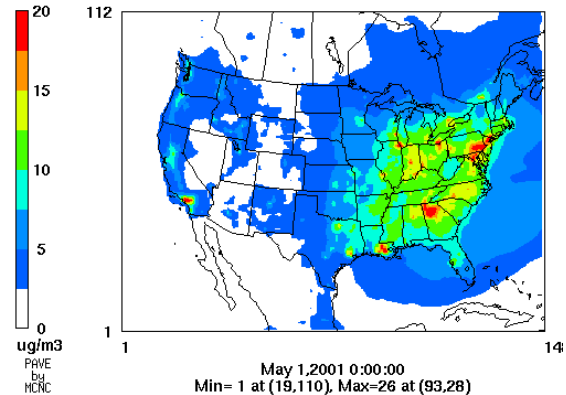 20
15
10
5
0
ug/m3
PAVE
by
MCNC
112
1
1
148
May 1,2001 0:00:00
Min= 1 at (19,110), Max=26 at (93,28)